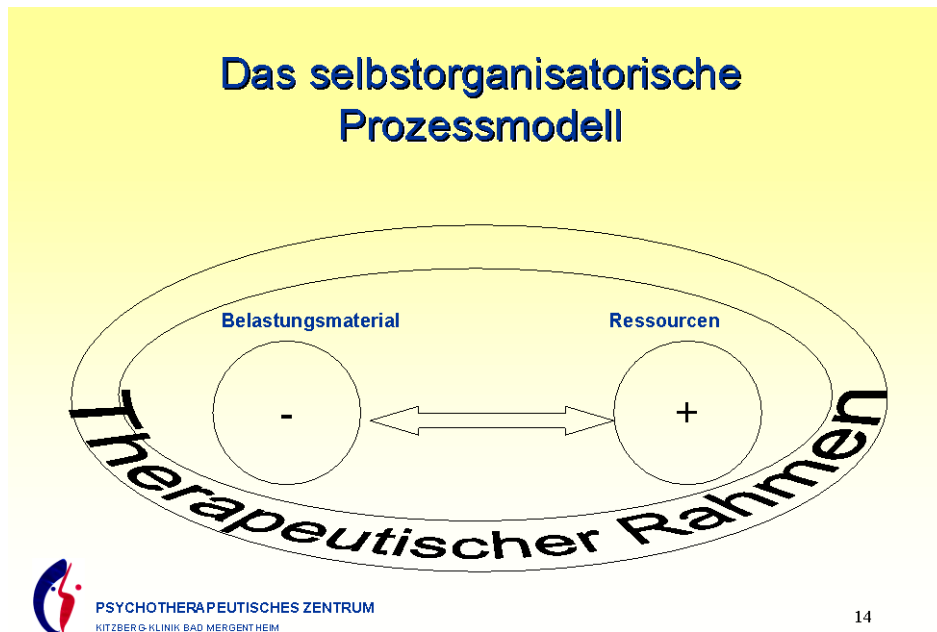 Das selbstorganisatorische
Prozessmodell
Belastungsmaterial
Ressourcen
-
+
Therapeutischer Rahmen
PSYCHOTHERAPEUTISCHES ZENTRUM
KITZBERG-KLINIK BAD MERGENTHEIM
14